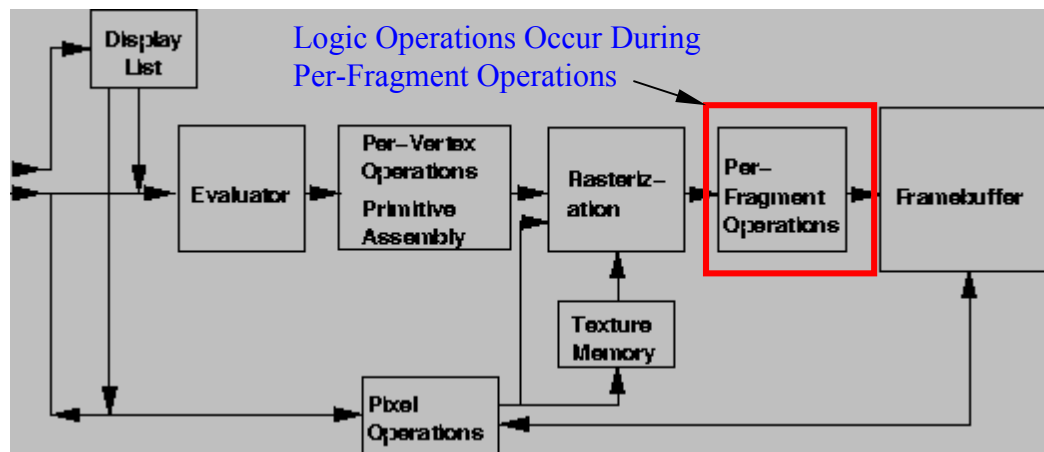 Display
List
Logic Operations Occur During
Per-Fragment Operations
Evaluator
Per-Vertex
Operations
Primitive
Assembly
Rasteriz-
ation
Per-
Fragment
Operations
Framebuffer
Texture
Memory
Pixel
Operations